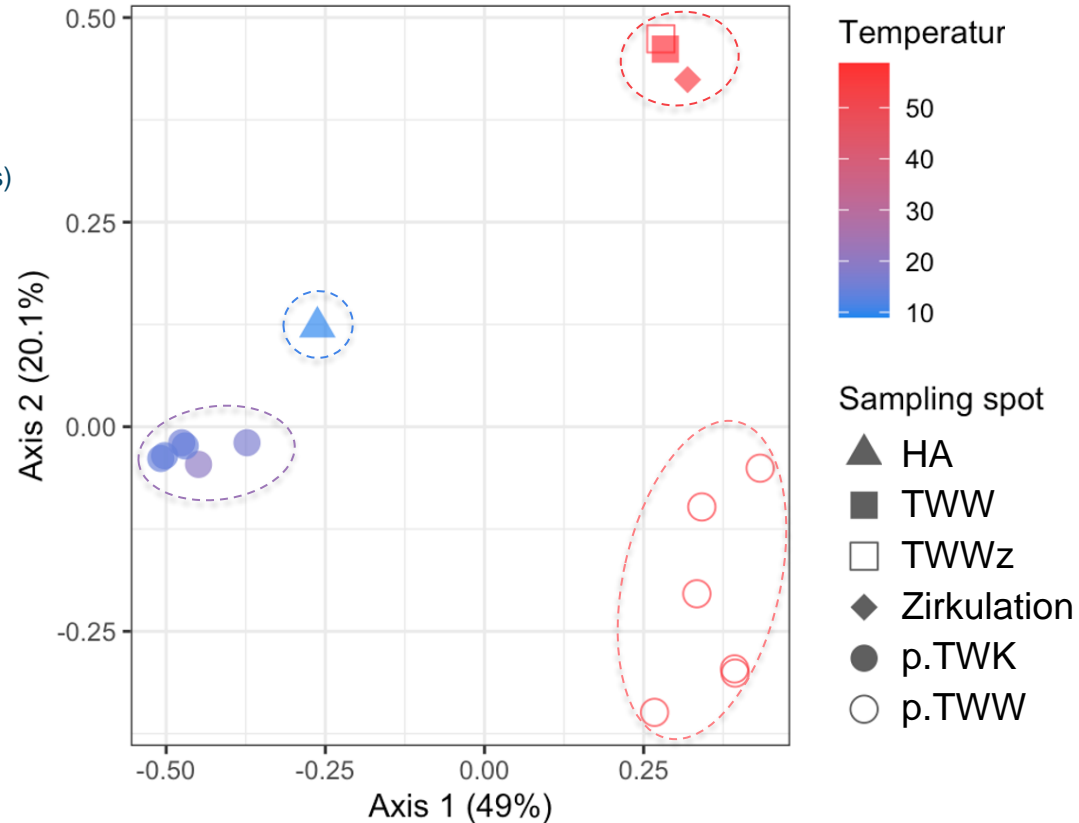 s)
Axis 2 (20.1%)
0.50
0.25
0.00
-0.25
-0.50
-0.25
0.00
0.25
Axis 1 (49%)
Temperatur
50
40
30
20
10
Sampling spot
HA
TWW
TWWz
Zirkulation
p.TWK
p.TWW